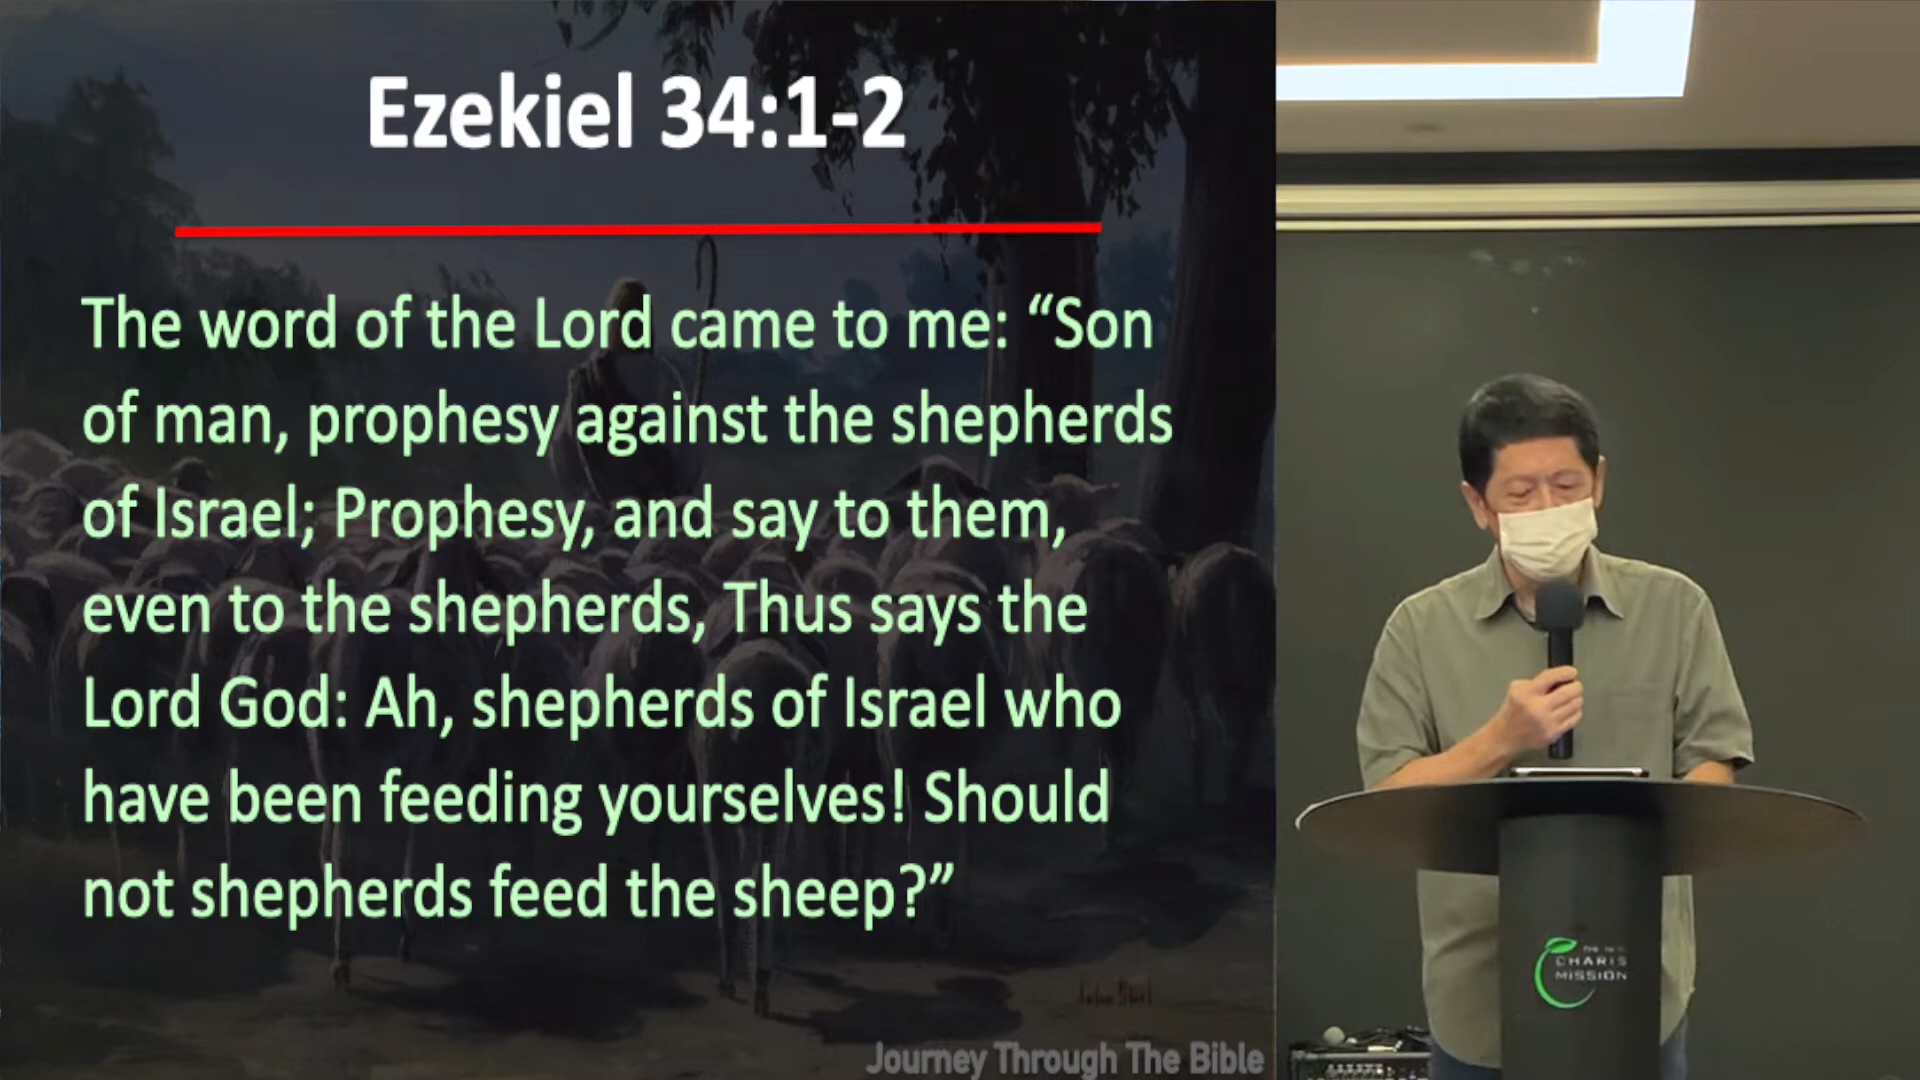 Ezekiel 34:1-2
The word of the Lord came to me: “Son
of man, prophesy against the shepherds
of Israel; Prophesy, and say to them,
even to the shepherds, Thus says the
Lord God: Ah, shepherds of Israel who
have been feeding yourselves! Should
not shepherds feed the sheep?”
Journey Through The Bible
CHARIS
MISSION